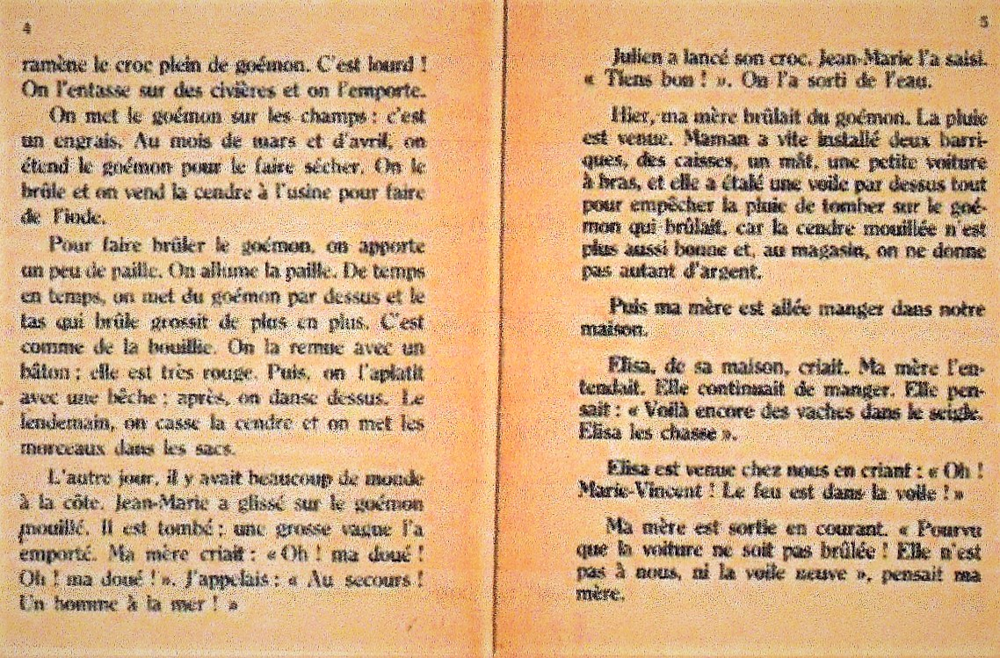 4
ramène le croc plein de goémon. C'est lourd !
On l'entasse sur des civières et on l'emporte.
On met le goémon sur les champs : c'est
un engrais. Au mois de mars et d'avril, on
étend le goémon pour le faire sécher. On le
brûle et on vend la cendre à l'usine pour faire
de l'iode.
Pour faire brûler le goémon, on apporte
un peu de paille. On allume la paille. De temps
en temps, on met du goémon par dessus et le
tas qui brûle grossit de plus en plus. C'est
comme de la bouillie. On la remue avec un
bâton ; elle est très rouge. Puis, on l'aplatit
avec une bêche ; après, on danse dessus. Le
lendemain, on casse la cendre et on met les
morceaux dans les sacs.
L'autre jour, il y avait beaucoup de monde
à la côte. Jean-Marie a glissé sur le goémon
mouillé. Il est tombé ; une grosse vague l'a
emporté. Ma mère criait : « Oh ! ma doué !
Oh ! ma doué ! ». J'appelais : « Au secours !
Un homme à la mer ! »
5
Julien a lancé son croc. Jean-Marie l'a saisi.
« Tiens bon ! ». On l'a sorti de l'eau.
Hier, ma mère brûlait du goémon. La pluie
est venue. Maman a vite installé deux barri-
ques, des caisses, un mât, une petite voiture
à bras, et elle a étalé une voile par dessus tout
pour empêcher la pluie de tomber sur le goé-
mon qui brûlait, car la cendre mouillée n'est
plus aussi bonne et, au magasin, on ne donne
pas autant d'argent.
Puis ma mère est allée manger dans notre
maison.
Elisa, de sa maison, criait. Ma mère l'en-
tendait. Elle continuait de manger. Elle pen-
sait : « Voilà encore des vaches dans le seigle.
Elisa les chasse ».
Elisa est venue chez nous en criant : « Oh !
Marie-Vincent ! Le feu est dans la voile ! »
Ma mère est sortie en courant. « Pourvu
que la voiture ne soit pas brûlée ! Elle n'est
pas à nous, ni la voile neuve », pensait ma
mère.